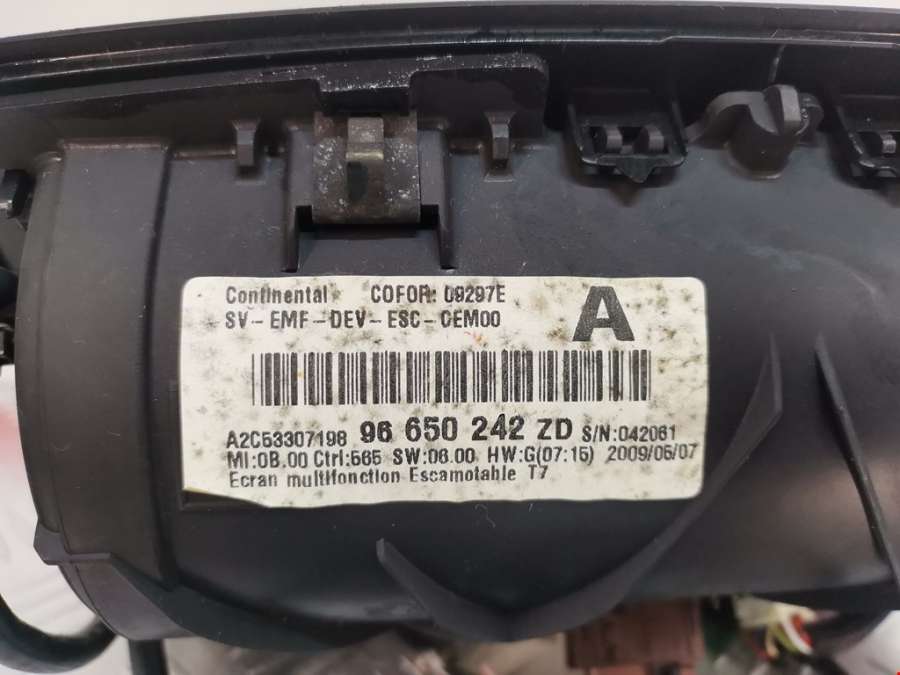 Continental COFOR: 09297E
A
SV-EMF-DEV-ESC-CEM00
A2C53307198 96 650 242 ZD S/N:042061
MI:0B.00 Ctrl:565 SW:06.00 HW:G(07:15) 2009/05/07
Ecran multifonction Escamotable T7